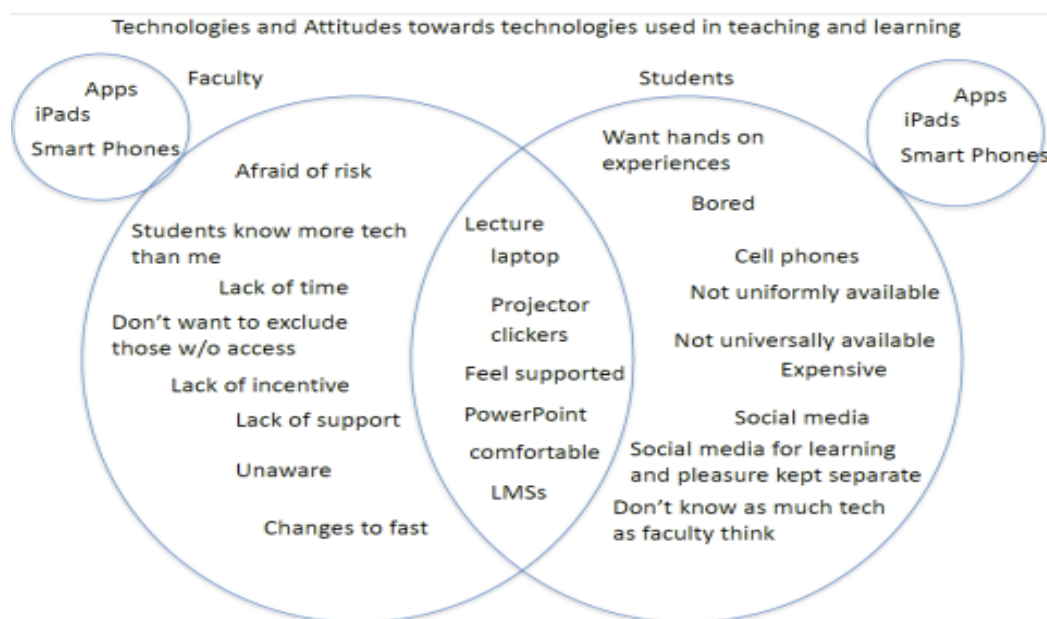 Technologies and Attitudes towards technologies used in teaching and learning
Faculty
Students
Apps
iPads
Smart Phones
Apps
iPads
Smart Phones
Afraid of risk
Students know more tech
than me
Lack of time
Don't want to exclude
those w/o access
Lack of incentive
Lack of support
Unaware
Changes to fast
Lecture
laptop
Projector
clickers
Feel supported
PowerPoint
comfortable
LMSs
Want hands on
experiences
Bored
Cell phones
Not uniformly available
Not universally available
Expensive
Social media
Social media for learning
and pleasure kept separate
Don't know as much tech
as faculty think